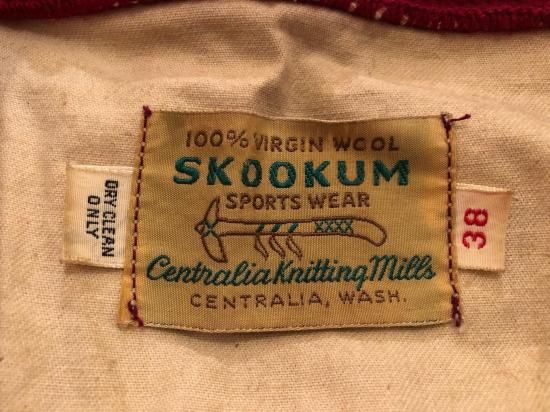 100% VIRGIN WOOL
SKOOKUM
SPORTS WEAR
XXXX
Centralia Knitting Mills
CENTRALIA, WASH.
DRY CLEAN
ONLY
38